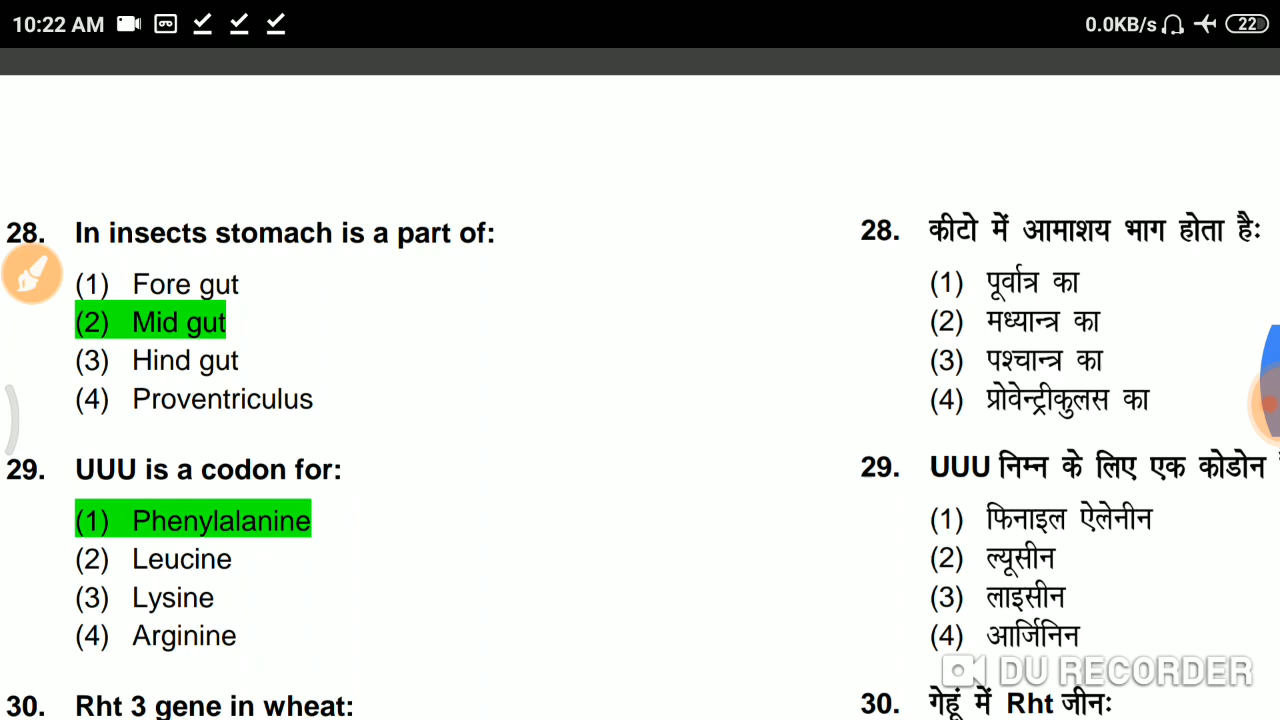 10:22 AM
0.0KB/s
22
28. In insects stomach is a part of:
(1) Fore gut
(2) Mid gut
(3) Hind gut
(4) Proventriculus
29. UUU is a codon for:
(1) Phenylalanine
(2) Leucine
(3) Lysine
(4) Arginine
30. Rht 3 gene in wheat:
28. कीटो में आमाशय भाग होता हैः
(1) पूर्वात्र का
(2) मध्यान्त्र का
(3) पश्चान्त्र का
(4) प्रोवेन्ट्रीकुलस का
29. UUU निम्न के लिए एक कोडोन
(1) फिनाइल ऐलेनीन
(2) ल्यूसीन
(3) लाइसीन
(4) आर्जिनिन
30. गेहूं में Rht जीनः
DU RECORDER